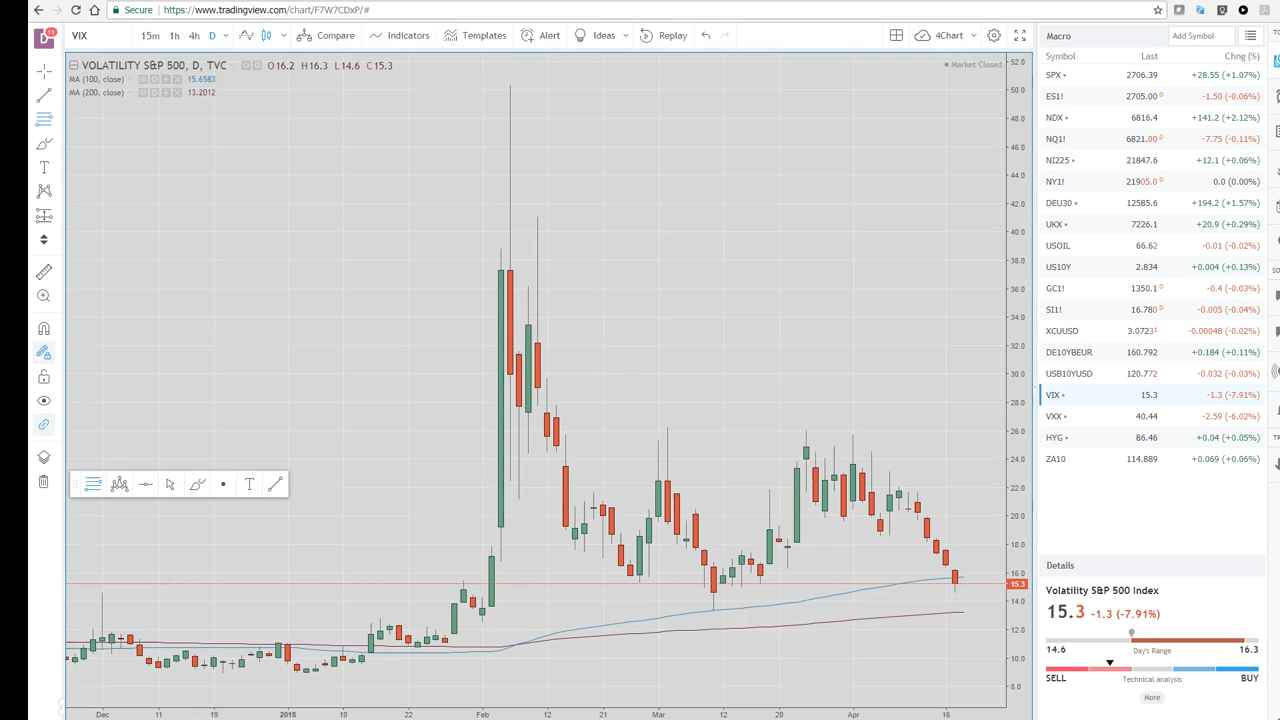 Secure https://www.tradingview.com/chart/F7W7CDxP/#
D 11 VIX 15m 1h 4h D Compare Indicators Templates Alert Ideas Replay 4Chart
VOLATILITY S&P 500, D, TVC O16.2 H16.3 L14.6 C15.3
MA (100, close) 15.6583
MA (200, close) 13.2012
Market Closed
52.0
50.0
48.0
46.0
44.0
42.0
40.0
38.0
36.0
34.0
32.0
30.0
28.0
26.0
24.0
22.0
20.0
18.0
16.0
15.3
14.0
12.0
10.0
8.0
Dec 11 19 2018 10 22 Feb 12 21 Mar 12 20 Apr 16
Macro Add Symbol
Symbol Last Chng (%)
SPX 2706.39 +28.55 (+1.07%)
ES1! 2705.00 D -1.50 (-0.06%)
NDX 6816.4 +141.2 (+2.12%)
NQ1! 6821.00 D -7.75 (-0.11%)
NI225 21847.6 +12.1 (+0.06%)
NY1! 21905.0 D 0.0 (0.00%)
DEU30 12585.6 +194.2 (+1.57%)
UKX 7226.1 +20.9 (+0.29%)
USOIL 66.62 -0.01 (-0.02%)
US10Y 2.834 +0.004 (+0.13%)
GC1! 1350.1 D -0.4 (-0.03%)
SI1! 16.780 D -0.005 (-0.04%)
XCUUSD 3.0723¹ -0.00048 (-0.02%)
DE10YBEUR 160.792 +0.184 (+0.11%)
USB10YUSD 120.772 -0.032 (-0.03%)
VIX 15.3 -1.3 (-7.91%)
VXX 40.44 -2.59 (-6.02%)
HYG 86.46 +0.04 (+0.05%)
ZA10 114.889 +0.069 (+0.06%)
Details
Volatility S&P 500 Index
15.3 -1.3 (-7.91%)
14.6 Day's Range 16.3
SELL Technical analysis BUY
More